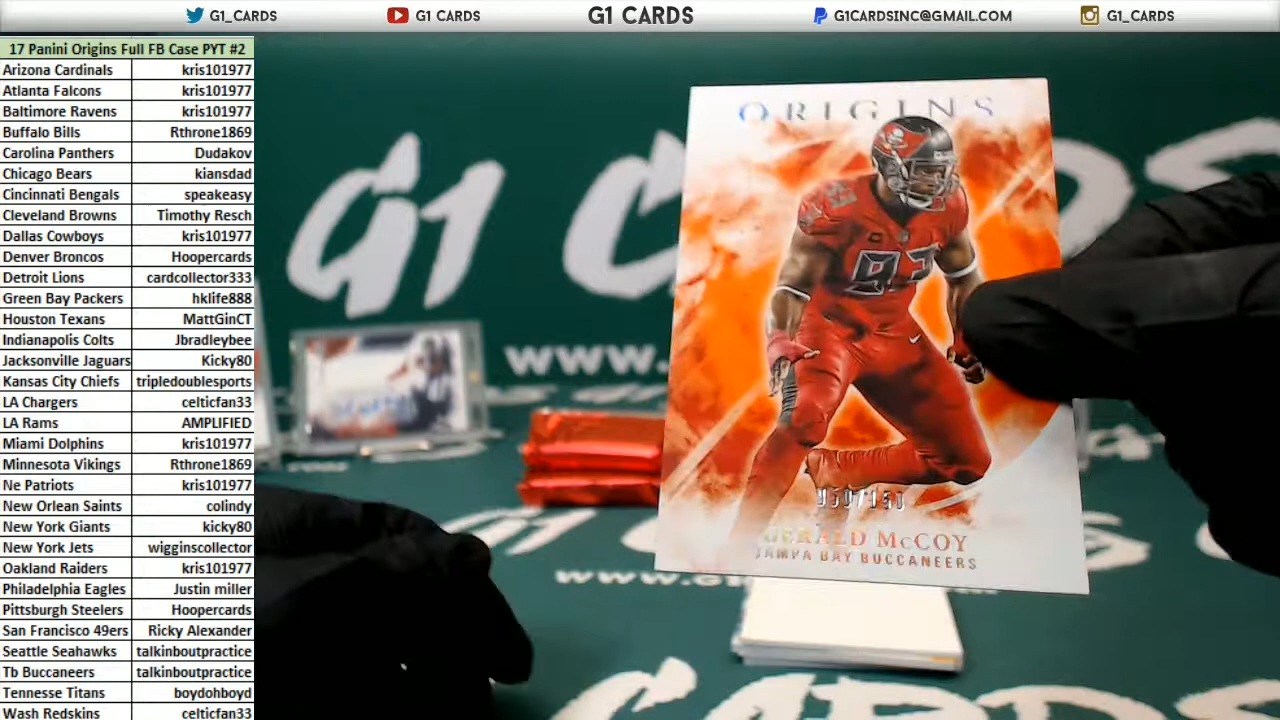 G1_CARDS
G1 CARDS
G1 CARDS
G1CARDSINC@GMAIL.COM
G1_CARDS
17 Panini Origins Full FB Case PYT #2
Arizona Cardinals kris101977
Atlanta Falcons kris101977
Baltimore Ravens kris101977
Buffalo Bills Rthrone1869
Carolina Panthers Dudakov
Chicago Bears kiansdad
Cincinnati Bengals speakeasy
Cleveland Browns Timothy Resch
Dallas Cowboys kris101977
Denver Broncos Hoopercards
Detroit Lions cardcollector333
Green Bay Packers hklife888
Houston Texans MattGinCT
Indianapolis Colts Jbradleybee
Jacksonville Jaguars Kicky80
Kansas City Chiefs tripledoublesports
LA Chargers celticfan33
LA Rams AMPLIFIED
Miami Dolphins kris101977
Minnesota Vikings Rthrone1869
Ne Patriots kris101977
New Orlean Saints colindy
New York Giants kicky80
New York Jets wigginscollector
Oakland Raiders kris101977
Philadelphia Eagles Justin miller
Pittsburgh Steelers Hoopercards
San Francisco 49ers Ricky Alexander
Seattle Seahawks talkinboutpractice
Tb Buccaneers talkinboutpractice
Tennesse Titans boydohboyd
Wash Redskins celticfan33
ORIGINS
93
GERALD McCOY
TAMPA BAY BUCCANEERS
G1 C
www.
CARDS